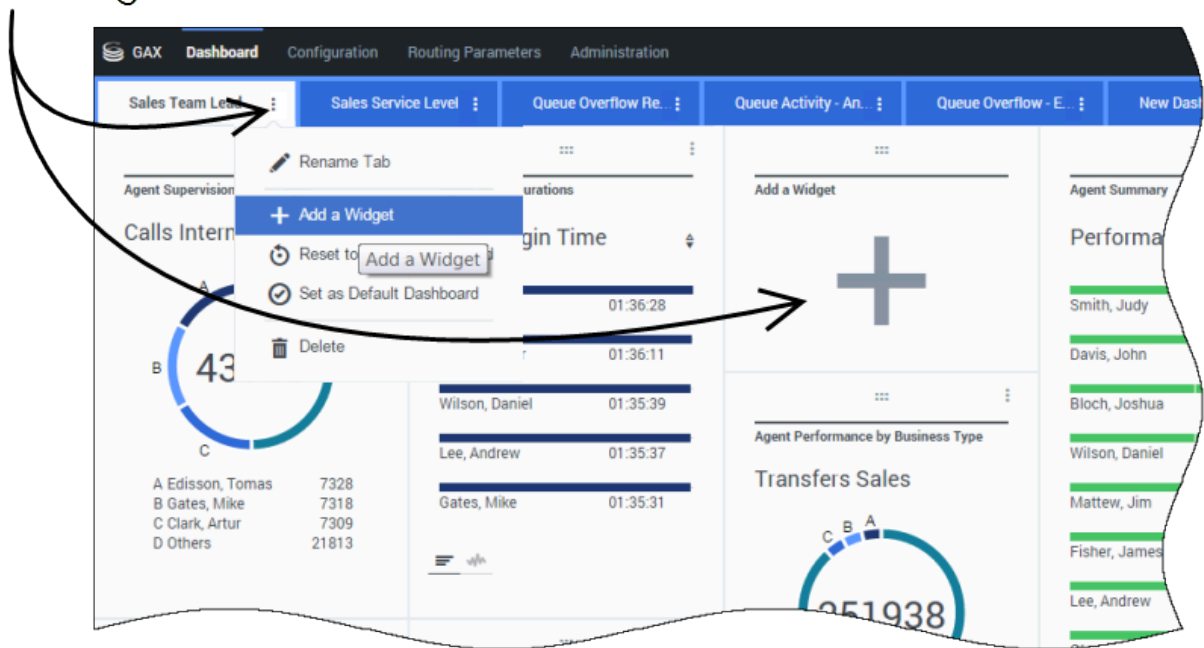 GAX Dashboard Configuration Routing Parameters Administration
Sales Team Lead Sales Service Level Queue Overflow Re... Queue Activity - An... Queue Overflow - E... New Dash
Rename Tab
Add a Widget
Reset to
Add a Widget
Set as Default Dashboard
Delete
Agent Supervision
Calls Intern
A
B
43
C
A Edisson, Tomas 7328
B Gates, Mike 7318
C Clark, Artur 7309
D Others 21813
urations
gin Time
01:36:28
01:36:11
Wilson, Daniel 01:35:39
Lee, Andrew 01:35:37
Gates, Mike 01:35:31
Add a Widget
Agent Performance by Business Type
Transfers Sales
C B A
251938
Agent Summary
Performa
Smith, Judy
Davis, John
Bloch, Joshua
Wilson, Daniel
Mattew, Jim
Fisher, James
Lee, Andrew